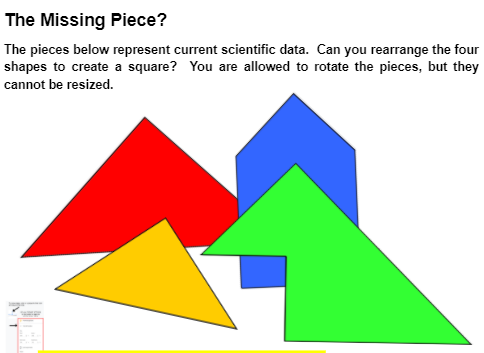 The Missing Piece?
The pieces below represent current scientific data. Can you rearrange the four
shapes to create a square? You are allowed to rotate the pieces, but they
cannot be resized.